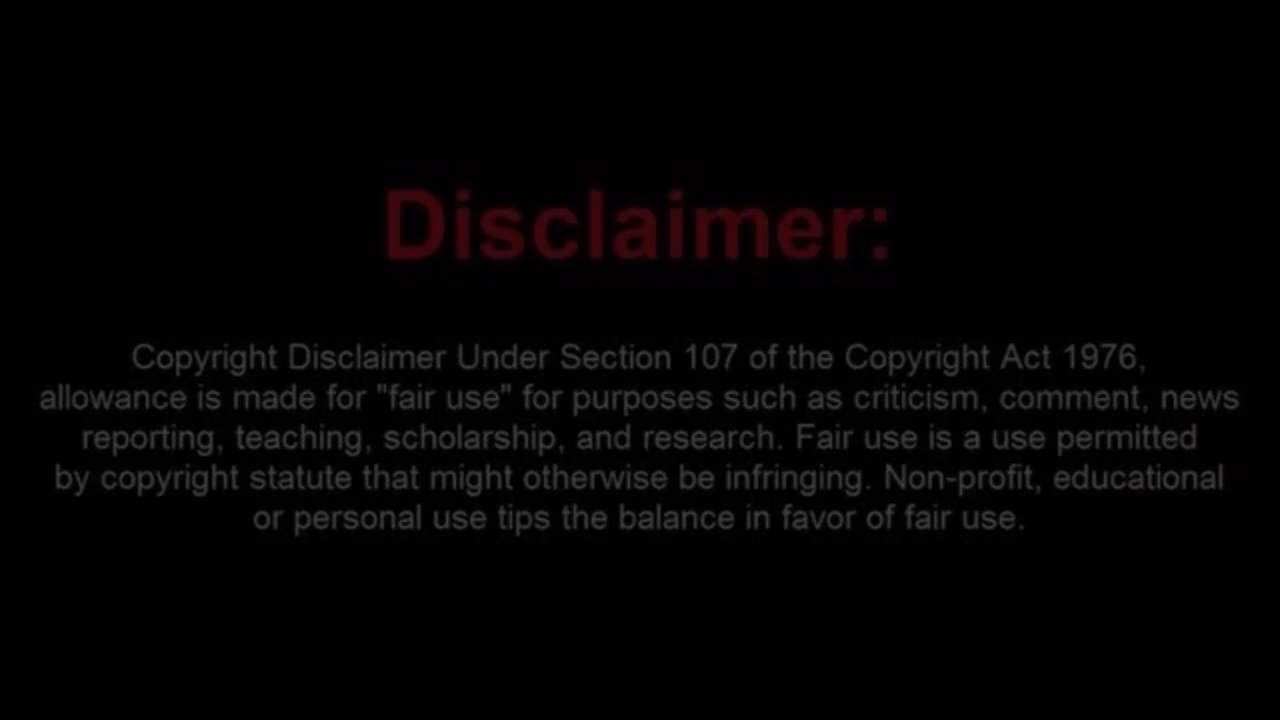 Disclaimer:
Copyright Disclaimer Under Section 107 of the Copyright Act 1976,
allowance is made for "fair use" for purposes such as criticism, comment, news
reporting, teaching, scholarship, and research. Fair use is a use permitted
by copyright statute that might otherwise be infringing. Non-profit, educational
or personal use tips the balance in favor of fair use.